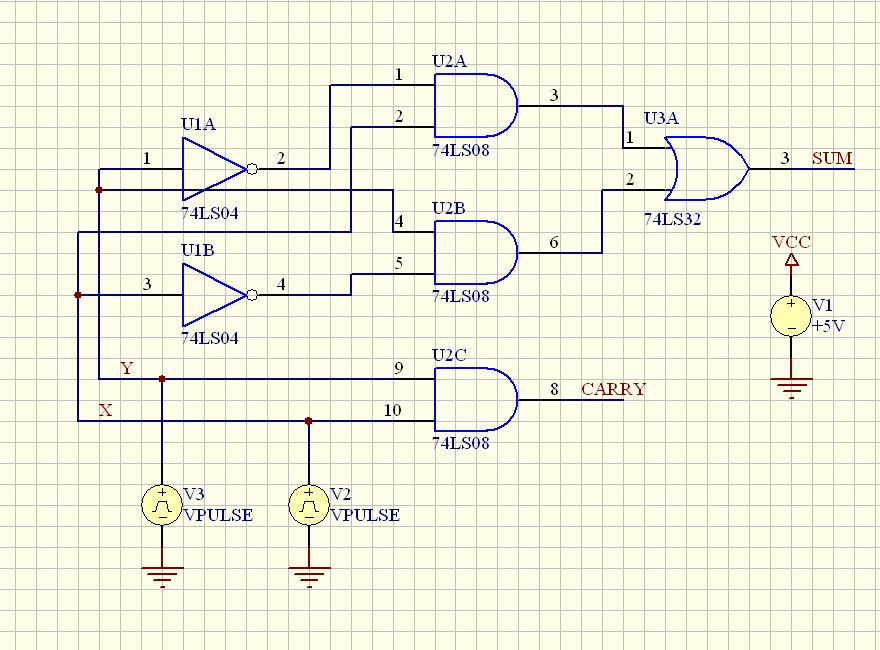 U2A
1
3
2
U3A
U1A
74LS08
1
1
2
3
SUM
2
U2B
74LS04
4
74LS32
U1B
5
6
VCC
3
4
74LS08
V1
+5V
74LS04
U2C
Y
9
8
CARRY
X
10
74LS08
V3
VPULSE
V2
VPULSE